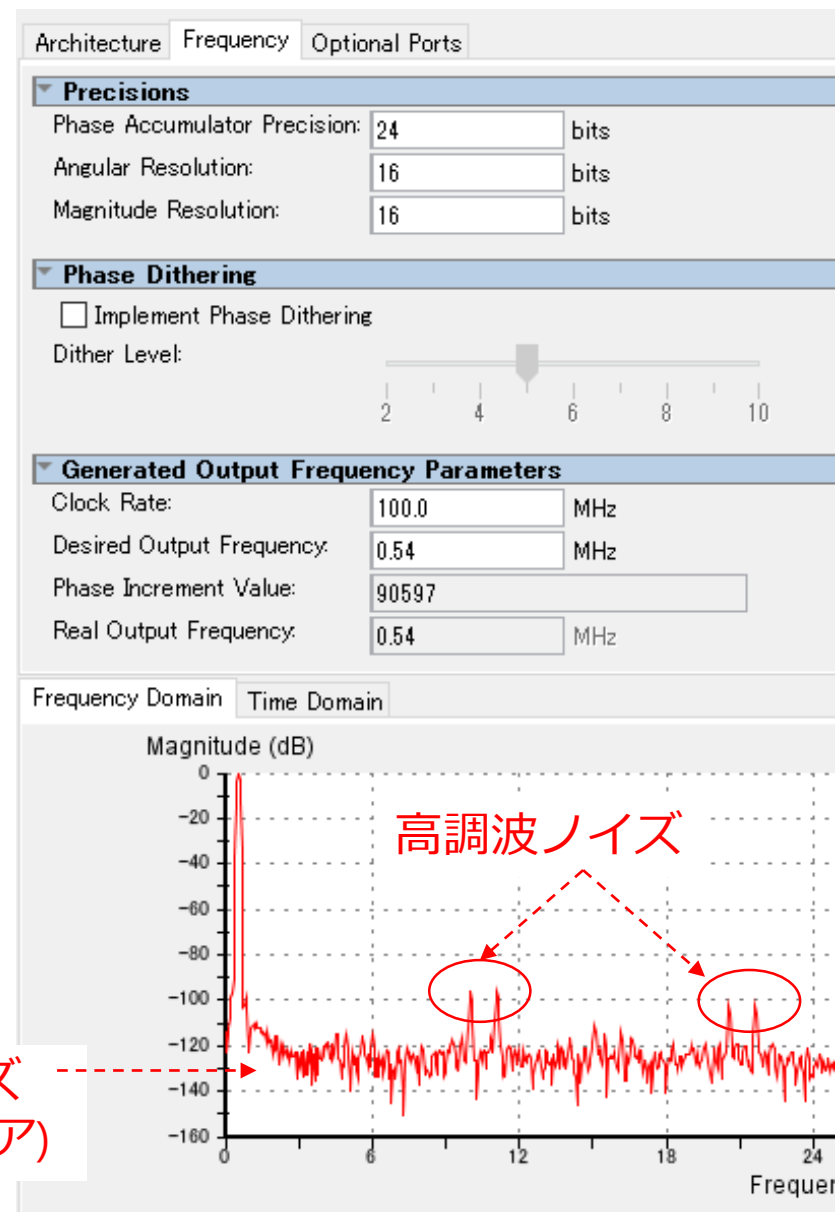 Architecture Frequency Optional Ports
Precisions
Phase Accumulator Precision: 24 bits
Angular Resolution: 16 bits
Magnitude Resolution: 16 bits
Phase Dithering
Implement Phase Dithering
Dither Level:
2 4 6 8 10
Generated Output Frequency Parameters
Clock Rate: 100.0 MHz
Desired Output Frequency: 0.54 MHz
Phase Increment Value: 90597
Real Output Frequency: 0.54 MHz
Frequency Domain Time Domain
Magnitude (dB)
0
-20
高調波ノイズ
-40
-60
-80
-100
-120
ズ
-140
ア)
-160
0 6 12 18 24
Frequen